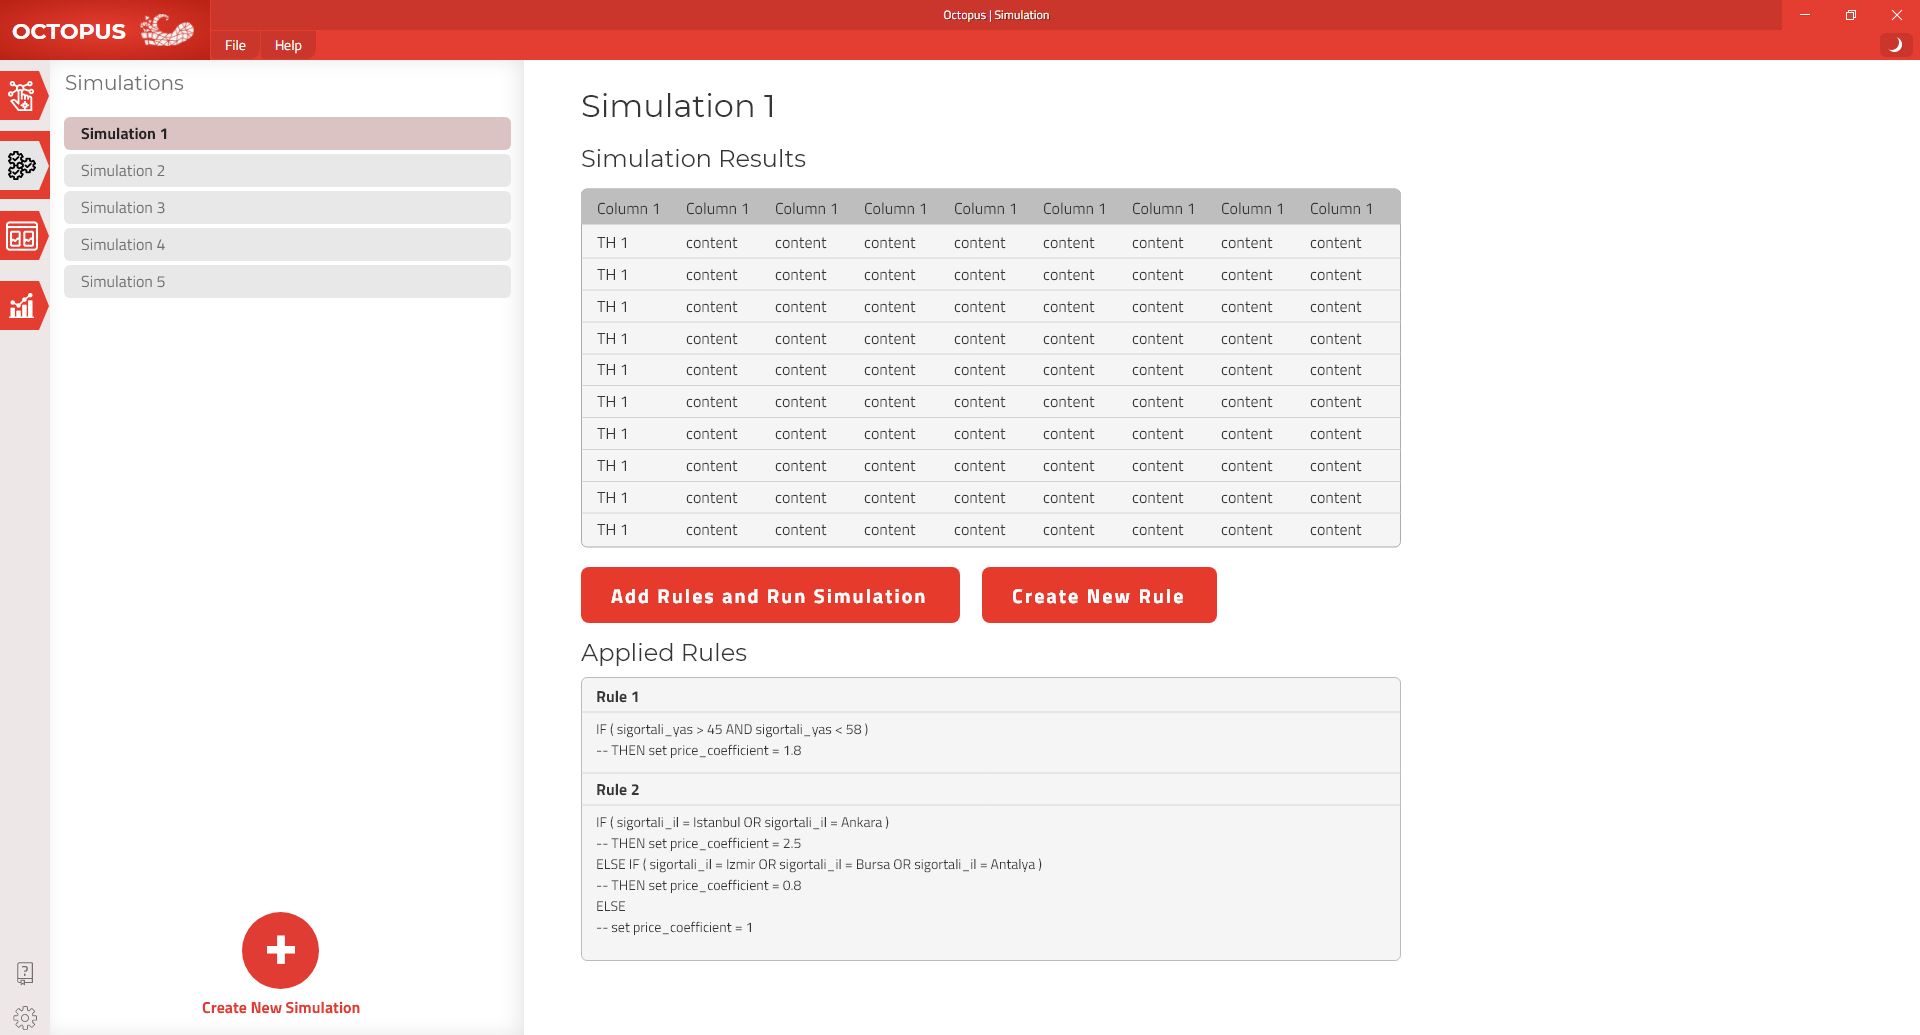 OCTOPUS
Octopus | Simulation
File Help
Simulations
Simulation 1
Simulation 2
Simulation 3
Simulation 4
Simulation 5
Create New Simulation
Simulation 1
Simulation Results
Column 1 Column 1 Column 1 Column 1 Column 1 Column 1 Column 1 Column 1 Column 1
TH 1 content content content content content content content content
TH 1 content content content content content content content content
TH 1 content content content content content content content content
TH 1 content content content content content content content content
TH 1 content content content content content content content content
TH 1 content content content content content content content content
TH 1 content content content content content content content content
TH 1 content content content content content content content content
TH 1 content content content content content content content content
TH 1 content content content content content content content content
Add Rules and Run Simulation Create New Rule
Applied Rules
Rule 1
IF ( sigortali_yas > 45 AND sigortali_yas < 58 )
-- THEN set price_coefficient = 1.8
Rule 2
IF ( sigortali_il = Istanbul OR sigortali_il = Ankara )
-- THEN set price_coefficient = 2.5
ELSE IF ( sigortali_il = Izmir OR sigortali_il = Bursa OR sigortali_il = Antalya )
-- THEN set price_coefficient = 0.8
ELSE
-- set price_coefficient = 1